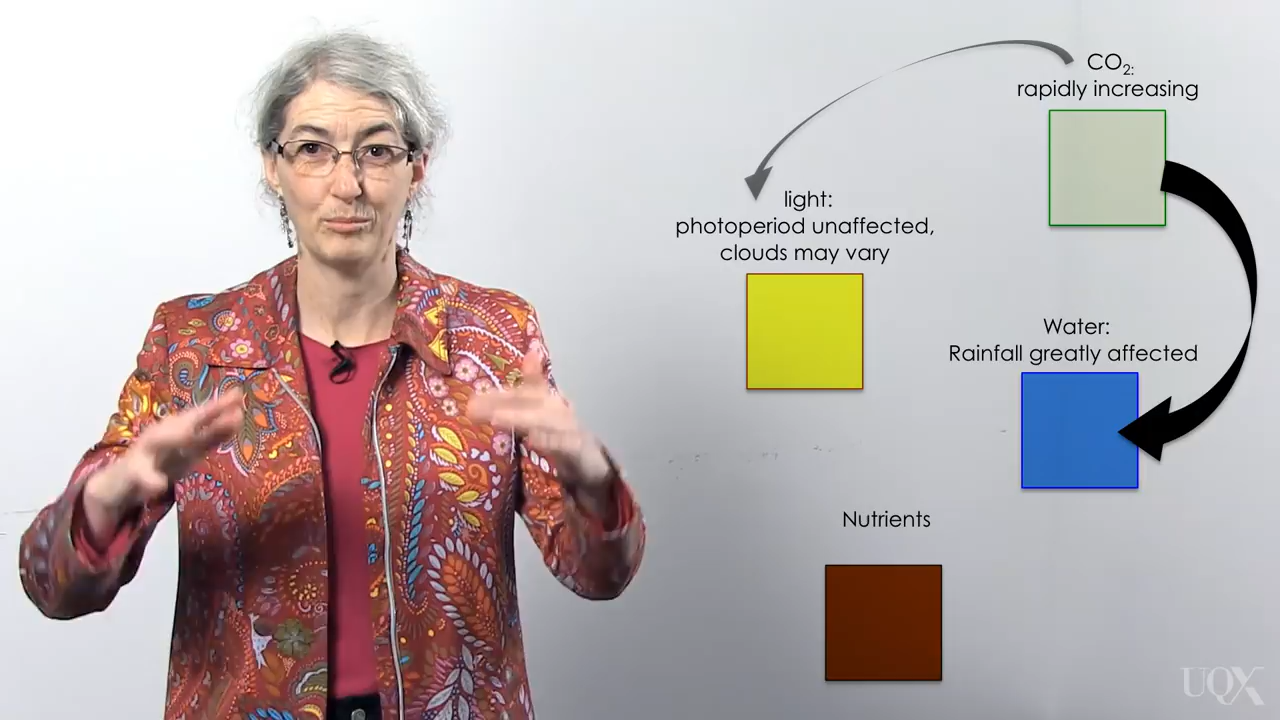 CO₂:
rapidly increasing
light:
photoperiod unaffected,
clouds may vary
Water:
Rainfall greatly affected
Nutrients
UQX